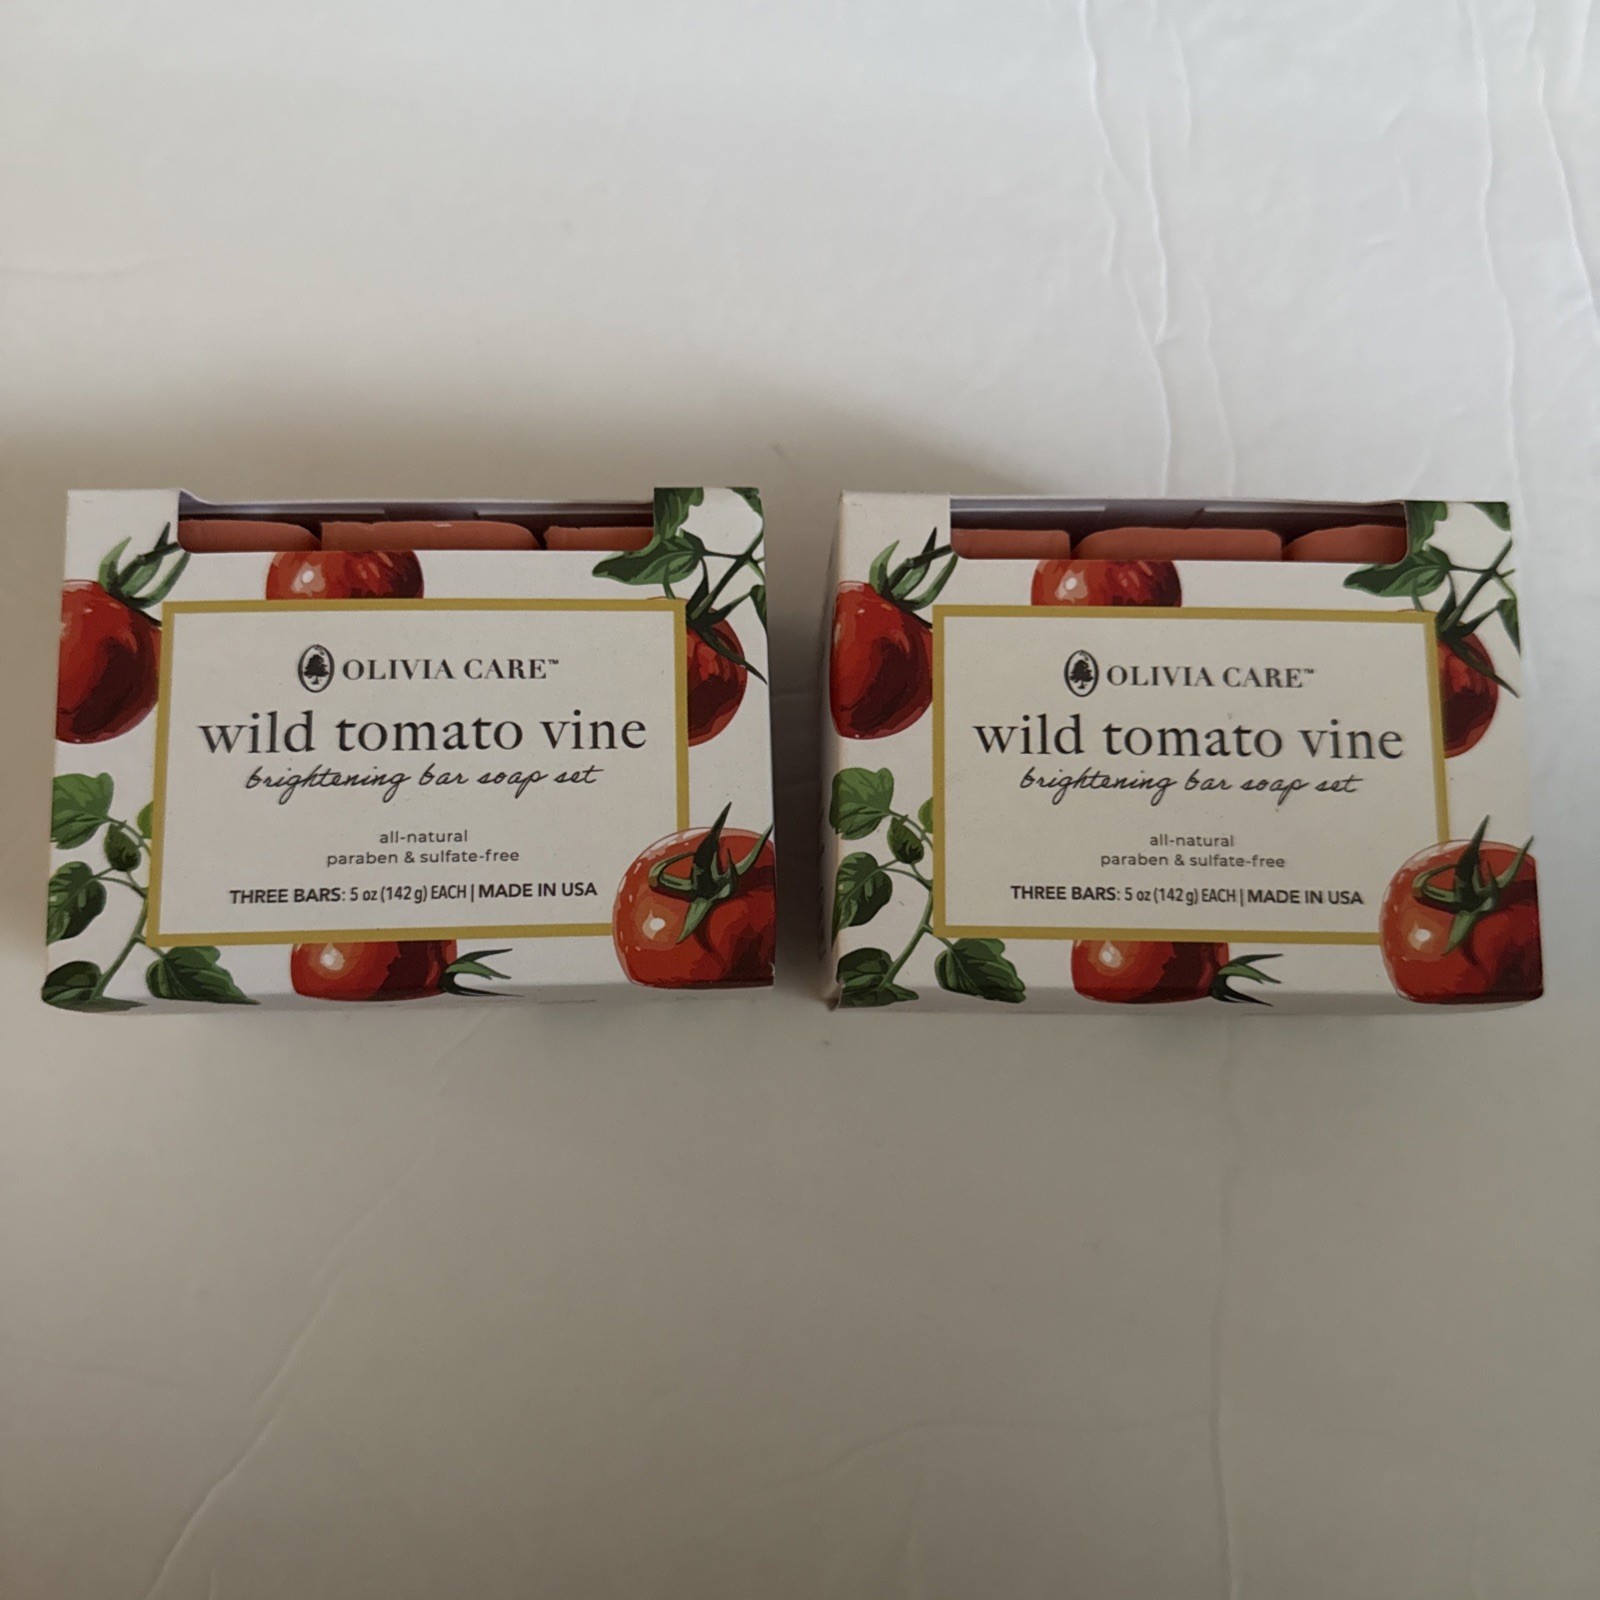 OLIVIA CARE™
wild tomato vine
brightening bar soap set
all-natural
paraben & sulfate-free
THREE BARS: 5 oz (142 g) EACH | MADE IN USA
OLIVIA CARE™
wild tomato vine
brightening bar soap set
all-natural
paraben & sulfate-free
THREE BARS: 5 oz (142 g) EACH | MADE IN USA